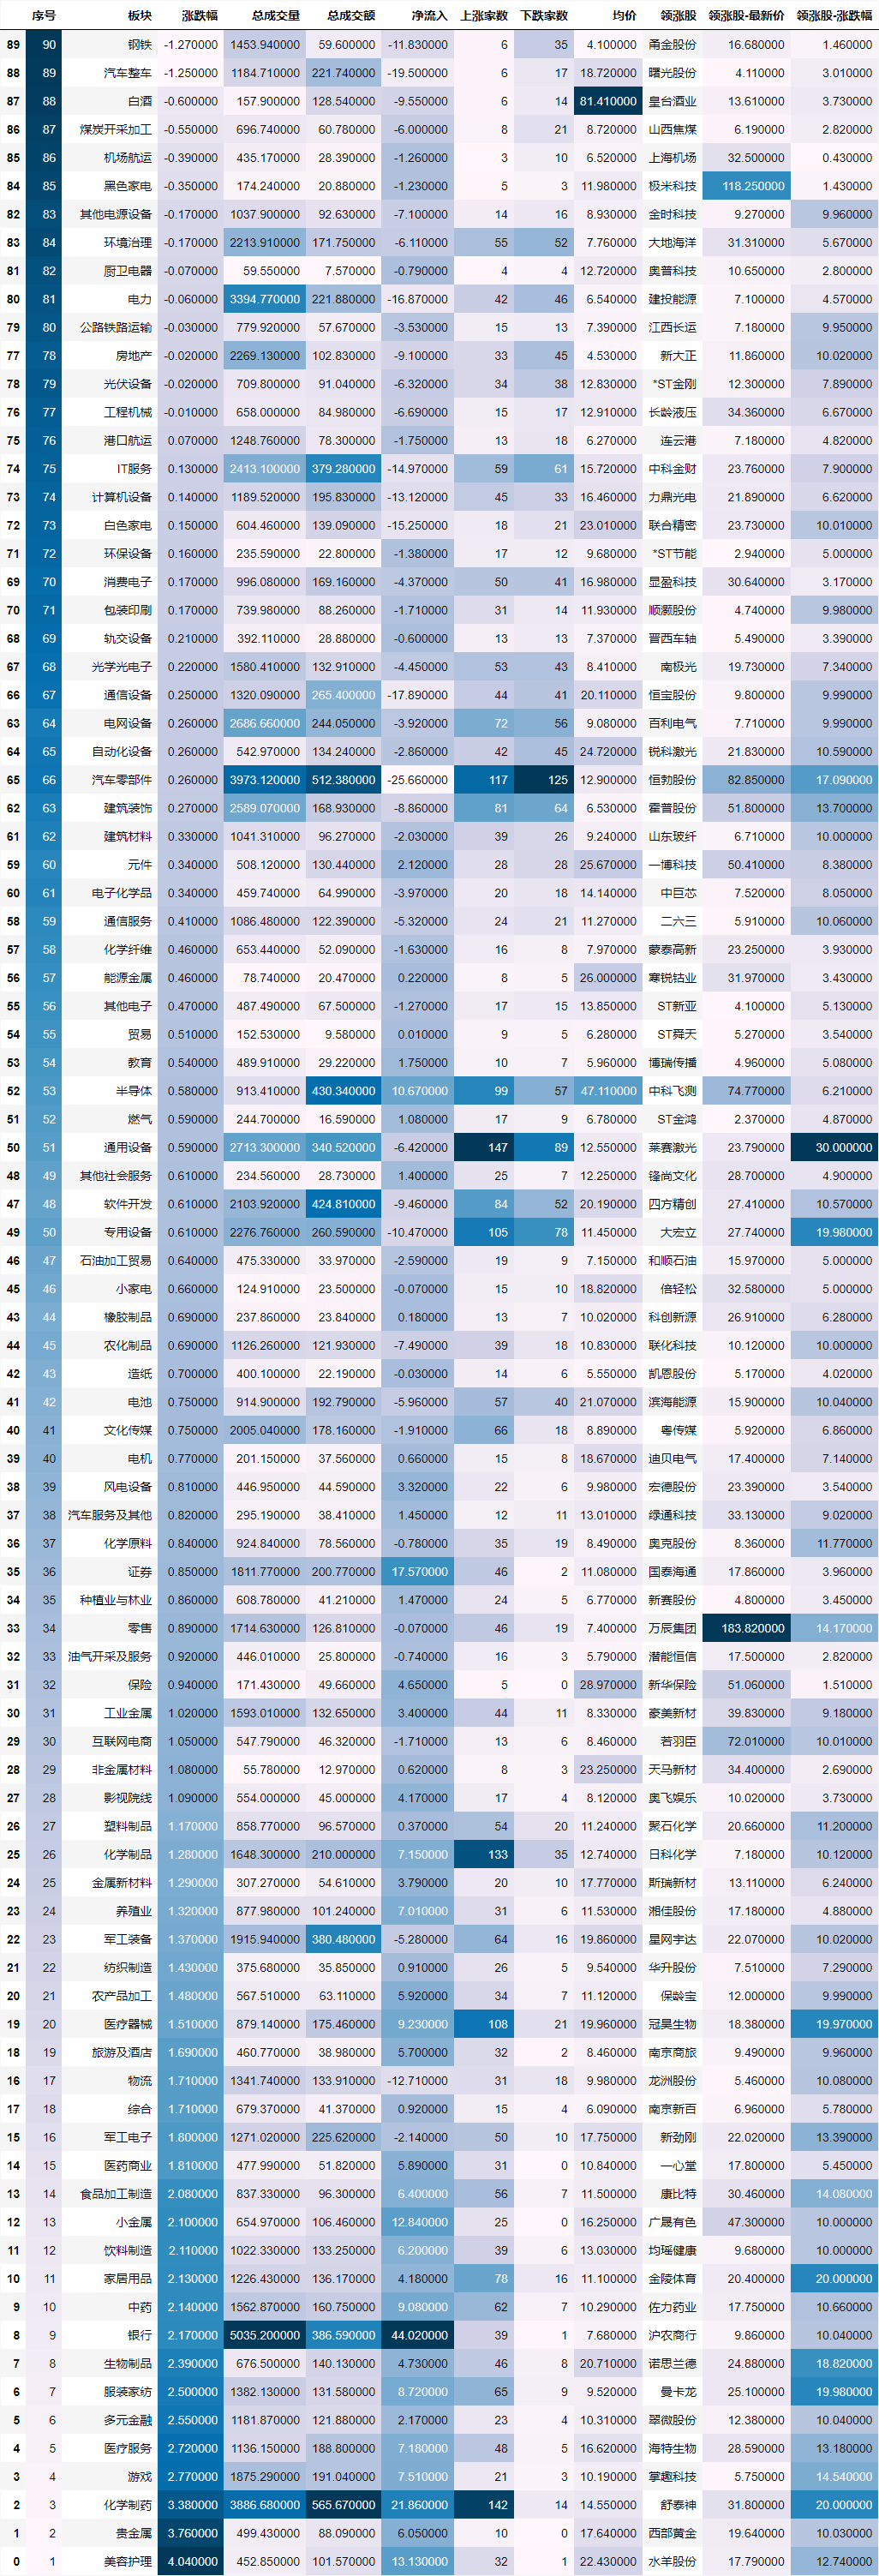 序号 板块 涨跌幅 总成交量 总成交额 净流入 上涨家数 下跌家数 均价 领涨股 领涨股-最新价 领涨股-涨跌幅
89 90 钢铁 -1.270000 1453.940000 59.600000 -11.830000 6 35 4.100000 甬金股份 16.680000 1.460000
88 89 汽车整车 -1.250000 1184.710000 221.740000 -19.500000 6 17 18.720000 曙光股份 4.110000 3.010000
87 88 白酒 -0.600000 157.900000 128.540000 -9.550000 6 14 81.410000 皇台酒业 13.610000 3.730000
86 87 煤炭开采加工 -0.550000 696.740000 60.780000 -6.000000 8 21 8.720000 山西焦煤 6.190000 2.820000
85 86 机场航运 -0.390000 435.170000 28.390000 -1.260000 3 10 6.520000 上海机场 32.500000 0.430000
84 85 黑色家电 -0.350000 174.240000 20.880000 -1.230000 5 3 11.980000 极米科技 118.250000 1.430000
82 83 其他电源设备 -0.170000 1037.900000 92.630000 -7.100000 14 16 8.930000 金时科技 9.270000 9.960000
83 84 环境治理 -0.170000 2213.910000 171.750000 -6.110000 55 52 7.760000 大地海洋 31.310000 5.670000
81 82 厨卫电器 -0.070000 59.550000 7.570000 -0.790000 4 4 12.720000 奥普科技 10.650000 2.800000
80 81 电力 -0.060000 3394.770000 221.880000 -16.870000 42 46 6.540000 建投能源 7.100000 4.570000
79 80 公路铁路运输 -0.030000 779.920000 57.670000 -3.530000 15 13 7.390000 江西长运 7.180000 9.950000
77 78 房地产 -0.020000 2269.130000 102.830000 -9.100000 33 45 4.530000 新大正 11.860000 10.020000
78 79 光伏设备 -0.020000 709.800000 91.040000 -6.320000 34 38 12.830000 *ST金刚 12.300000 7.890000
76 77 工程机械 -0.010000 658.000000 84.980000 -6.690000 15 17 12.910000 长龄液压 34.360000 6.670000
75 76 港口航运 0.070000 1248.760000 78.300000 -1.750000 13 18 6.270000 连云港 7.180000 4.820000
74 75 IT服务 0.130000 2413.100000 379.280000 -14.970000 59 61 15.720000 中科金财 23.760000 7.900000
73 74 计算机设备 0.140000 1189.520000 195.830000 -13.120000 45 33 16.460000 力鼎光电 21.890000 6.620000
72 73 白色家电 0.150000 604.460000 139.090000 -15.250000 18 21 23.010000 联合精密 23.730000 10.010000
71 72 环保设备 0.160000 235.590000 22.800000 -1.380000 17 12 9.680000 *ST节能 2.940000 5.000000
69 70 消费电子 0.170000 996.080000 169.160000 -4.370000 50 41 16.980000 显盈科技 30.640000 3.170000
70 71 包装印刷 0.170000 739.980000 88.260000 -1.710000 31 14 11.930000 顺灏股份 4.740000 9.980000
68 69 轨交设备 0.210000 392.110000 28.880000 -0.600000 13 13 7.370000 晋西车轴 5.490000 3.390000
67 68 光学光电子 0.220000 1580.410000 132.910000 -4.450000 53 43 8.410000 南极光 19.730000 7.340000
66 67 通信设备 0.250000 1320.090000 265.400000 -17.890000 44 41 20.110000 恒宝股份 9.800000 9.990000
63 64 电网设备 0.260000 2686.660000 244.050000 -3.920000 72 56 9.080000 百利电气 7.710000 9.990000
64 65 自动化设备 0.260000 542.970000 134.240000 -2.860000 42 45 24.720000 锐科激光 21.830000 10.590000
65 66 汽车零部件 0.260000 3973.120000 512.380000 -25.660000 117 125 12.900000 恒勃股份 82.850000 17.090000
62 63 建筑装饰 0.270000 2589.070000 168.930000 -8.860000 81 64 6.530000 霍普股份 51.800000 13.700000
61 62 建筑材料 0.330000 1041.310000 96.270000 -2.030000 39 26 9.240000 山东玻纤 6.710000 10.000000
59 60 元件 0.340000 508.120000 130.440000 2.120000 28 28 25.670000 一博科技 50.410000 8.380000
60 61 电子化学品 0.340000 459.740000 64.990000 -3.970000 20 18 14.140000 中巨芯 7.520000 8.050000
58 59 通信服务 0.410000 1086.480000 122.390000 -5.320000 24 21 11.270000 二六三 5.910000 10.060000
57 58 化学纤维 0.460000 653.440000 52.090000 -1.630000 16 8 7.970000 蒙泰高新 23.250000 3.930000
56 57 能源金属 0.460000 78.740000 20.470000 0.220000 8 5 26.000000 寒锐钴业 31.970000 3.430000
55 56 其他电子 0.470000 487.490000 67.500000 -1.270000 17 15 13.850000 ST新亚 4.100000 5.130000
54 55 贸易 0.510000 152.530000 9.580000 0.010000 9 5 6.280000 ST舜天 5.270000 3.540000
53 54 教育 0.540000 489.910000 29.220000 1.750000 10 7 5.960000 博瑞传播 4.960000 5.080000
52 53 半导体 0.580000 913.410000 430.340000 10.670000 99 57 47.110000 中科飞测 74.770000 6.210000
51 52 燃气 0.590000 244.700000 16.590000 1.080000 17 9 6.780000 ST金鸿 2.370000 4.870000
50 51 通用设备 0.590000 2713.300000 340.520000 -6.420000 147 89 12.550000 莱赛激光 23.790000 30.000000
48 49 其他社会服务 0.610000 234.560000 28.730000 1.400000 25 7 12.250000 锋尚文化 28.700000 4.900000
47 48 软件开发 0.610000 2103.920000 424.810000 -9.460000 84 52 20.190000 四方精创 27.410000 10.570000
49 50 专用设备 0.610000 2276.760000 260.590000 -10.470000 105 78 11.450000 大宏立 27.740000 19.980000
46 47 石油加工贸易 0.640000 475.330000 33.970000 -2.590000 19 9 7.150000 和顺石油 15.970000 5.000000
45 46 小家电 0.660000 124.910000 23.500000 -0.070000 15 10 18.820000 倍轻松 32.580000 5.000000
43 44 橡胶制品 0.690000 237.860000 23.840000 0.180000 13 7 10.020000 科创新源 26.910000 6.280000
44 45 农化制品 0.690000 1126.260000 121.930000 -7.490000 39 18 10.830000 联化科技 10.120000 10.000000
42 43 造纸 0.700000 400.100000 22.190000 -0.030000 14 6 5.550000 凯恩股份 5.170000 4.020000
41 42 电池 0.750000 914.900000 192.790000 -5.960000 57 40 21.070000 滨海能源 15.900000 10.040000
40 41 文化传媒 0.750000 2005.040000 178.160000 -1.910000 66 18 8.890000 粤传媒 5.920000 6.860000
39 40 电机 0.770000 201.150000 37.560000 0.660000 15 8 18.670000 迪贝电气 17.400000 7.140000
38 39 风电设备 0.810000 446.950000 44.590000 3.320000 22 6 9.980000 宏德股份 23.390000 3.540000
37 38 汽车服务及其他 0.820000 295.190000 38.410000 1.450000 12 11 13.010000 绿通科技 33.130000 9.020000
36 37 化学原料 0.840000 924.840000 78.560000 -0.780000 35 19 8.490000 奥克股份 8.360000 11.770000
35 36 证券 0.850000 1811.770000 200.770000 17.570000 46 2 11.080000 国泰海通 17.860000 3.960000
34 35 种植业与林业 0.860000 608.780000 41.210000 1.470000 24 5 6.770000 新赛股份 4.800000 3.450000
33 34 零售 0.890000 1714.630000 126.810000 -0.070000 46 19 7.400000 万辰集团 183.820000 14.170000
32 33 油气开采及服务 0.920000 446.010000 25.800000 -0.740000 16 3 5.790000 潜能恒信 17.500000 2.820000
31 32 保险 0.940000 171.430000 49.660000 4.650000 5 0 28.970000 新华保险 51.060000 1.510000
30 31 工业金属 1.020000 1593.010000 132.650000 3.400000 44 11 8.330000 豪美新材 39.830000 9.180000
29 30 互联网电商 1.050000 547.790000 46.320000 -1.710000 13 6 8.460000 若羽臣 72.010000 10.010000
28 29 非金属材料 1.080000 55.780000 12.970000 0.620000 8 3 23.250000 天马新材 34.400000 2.690000
27 28 影视院线 1.090000 554.000000 45.000000 4.170000 17 4 8.120000 奥飞娱乐 10.020000 3.730000
26 27 塑料制品 1.170000 858.770000 96.570000 0.370000 54 20 11.240000 聚石化学 20.660000 11.200000
25 26 化学制品 1.280000 1648.300000 210.000000 7.150000 133 35 12.740000 日科化学 7.180000 10.120000
24 25 金属新材料 1.290000 307.270000 54.610000 3.790000 20 10 17.770000 斯瑞新材 13.110000 6.240000
23 24 养殖业 1.320000 877.980000 101.240000 7.010000 31 6 11.530000 湘佳股份 17.180000 4.880000
22 23 军工装备 1.370000 1915.940000 380.480000 -5.280000 64 16 19.860000 星网宇达 22.070000 10.020000
21 22 纺织制造 1.430000 375.680000 35.850000 0.910000 26 5 9.540000 华升股份 7.510000 7.290000
20 21 农产品加工 1.480000 567.510000 63.110000 5.920000 34 7 11.120000 保龄宝 12.000000 9.990000
19 20 医疗器械 1.510000 879.140000 175.460000 9.230000 108 21 19.960000 冠昊生物 18.380000 19.970000
18 19 旅游及酒店 1.690000 460.770000 38.980000 5.700000 32 2 8.460000 南京商旅 9.490000 9.960000
16 17 物流 1.710000 1341.740000 133.910000 -12.710000 31 18 9.980000 龙洲股份 5.460000 10.080000
17 18 综合 1.710000 679.370000 41.370000 0.920000 15 4 6.090000 南京新百 6.960000 5.780000
15 16 军工电子 1.800000 1271.020000 225.620000 -2.140000 50 10 17.750000 新劲刚 22.020000 13.390000
14 15 医药商业 1.810000 477.990000 51.820000 5.890000 31 0 10.840000 一心堂 17.800000 5.450000
13 14 食品加工制造 2.080000 837.330000 96.300000 6.400000 56 7 11.500000 康比特 30.460000 14.080000
12 13 小金属 2.100000 654.970000 106.460000 12.840000 25 0 16.250000 广晟有色 47.300000 10.000000
11 12 饮料制造 2.110000 1022.330000 133.250000 6.200000 39 6 13.030000 均瑶健康 9.680000 10.000000
10 11 家居用品 2.130000 1226.430000 136.170000 4.180000 78 16 11.100000 金陵体育 20.400000 20.000000
9 10 中药 2.140000 1562.870000 160.750000 9.080000 62 7 10.290000 佐力药业 17.750000 10.660000
8 9 银行 2.170000 5035.200000 386.590000 44.020000 39 1 7.680000 沪农商行 9.860000 10.040000
7 8 生物制品 2.390000 676.500000 140.130000 4.730000 46 8 20.710000 诺思兰德 24.880000 18.820000
6 7 服装家纺 2.500000 1382.130000 131.580000 8.720000 65 9 9.520000 曼卡龙 25.100000 19.980000
5 6 多元金融 2.550000 1181.870000 121.880000 2.170000 23 4 10.310000 翠微股份 12.380000 10.040000
4 5 医疗服务 2.720000 1136.150000 188.800000 7.180000 48 5 16.620000 海特生物 28.590000 13.180000
3 4 游戏 2.770000 1875.290000 191.040000 7.510000 21 3 10.190000 掌趣科技 5.750000 14.540000
2 3 化学制药 3.380000 3886.680000 565.670000 21.860000 142 14 14.550000 舒泰神 31.800000 20.000000
1 2 贵金属 3.760000 499.430000 88.090000 6.050000 10 0 17.640000 西部黄金 19.640000 10.030000
0 1 美容护理 4.040000 452.850000 101.570000 13.130000 32 1 22.430000 水羊股份 17.790000 12.740000